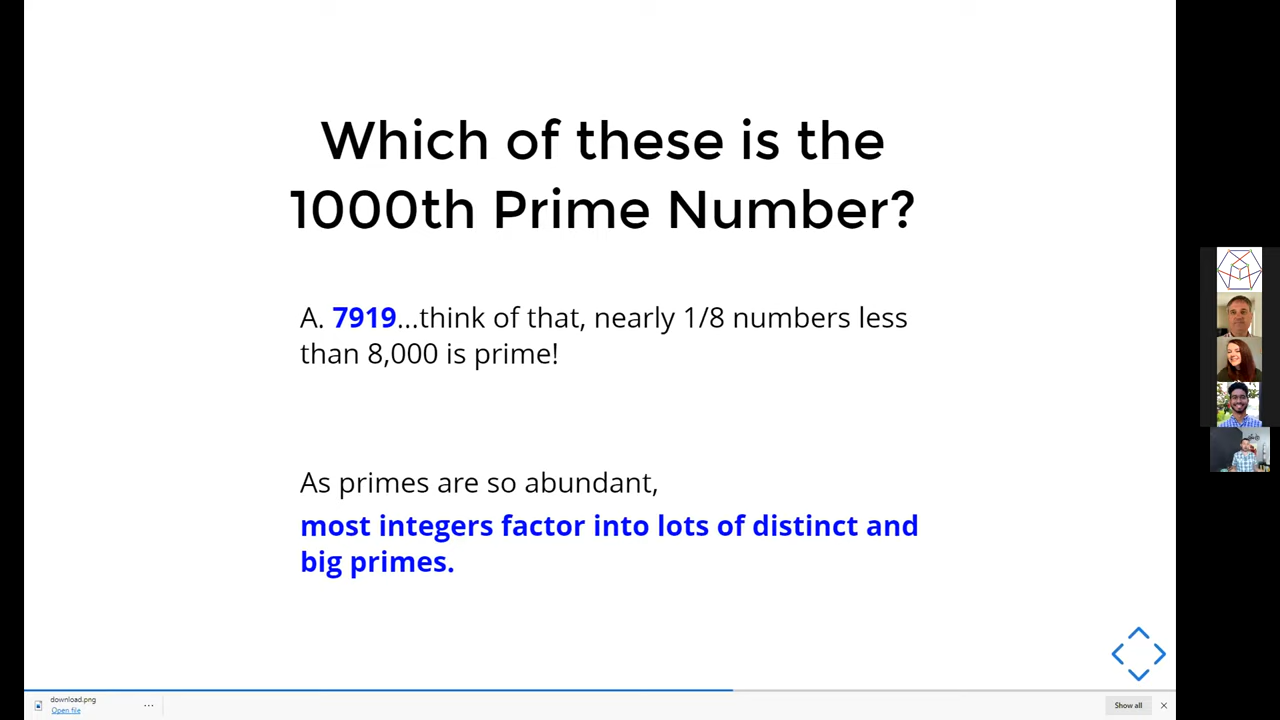 Which of these is the
1000th Prime Number?
A. 7919...think of that, nearly 1/8 numbers less
than 8,000 is prime!
As primes are so abundant,
most integers factor into lots of distinct and
big primes.
download.png
Open file
Show all